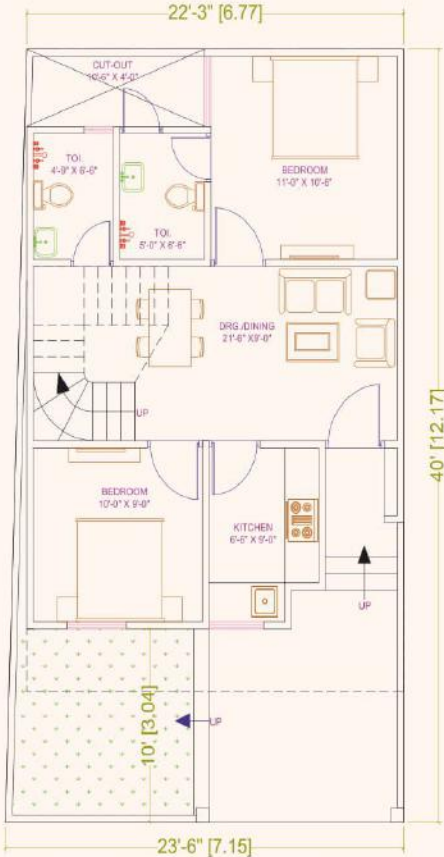 22'-3" [6.77]
CUT-OUT
10'-6" X 4'-0"
TOI.
4'-9" X 6'-6"
TOI.
5'-0" X 6'-6"
BEDROOM
11'-0" X 10'-6"
DRG./DINING
21'-6" X9'-0"
UP
40' [12.17]
BEDROOM
10'-0" X 9'-0"
KITCHEN
6'-6" X 9'-0"
UP
10' [3.04]
UP
23'-6" [7.15]